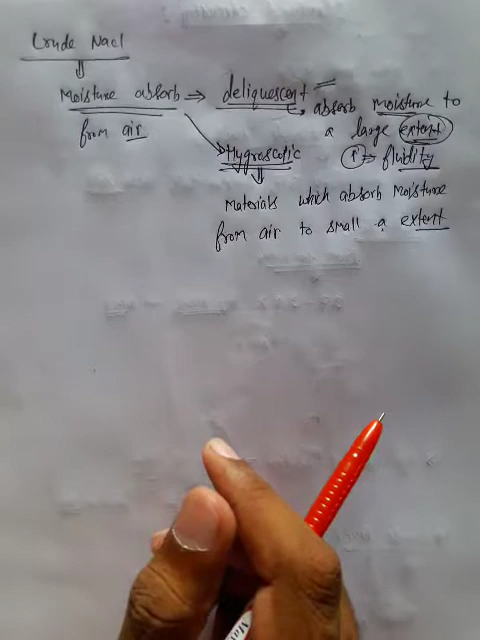 Crude Nacl
⇓
Moisture absorb ⇒ deliquescent
from air
absorb moisture to
a large extent
⇒ fluidity
Hygroscopic
⇓
Materials which absorb moisture
from air to small a extent